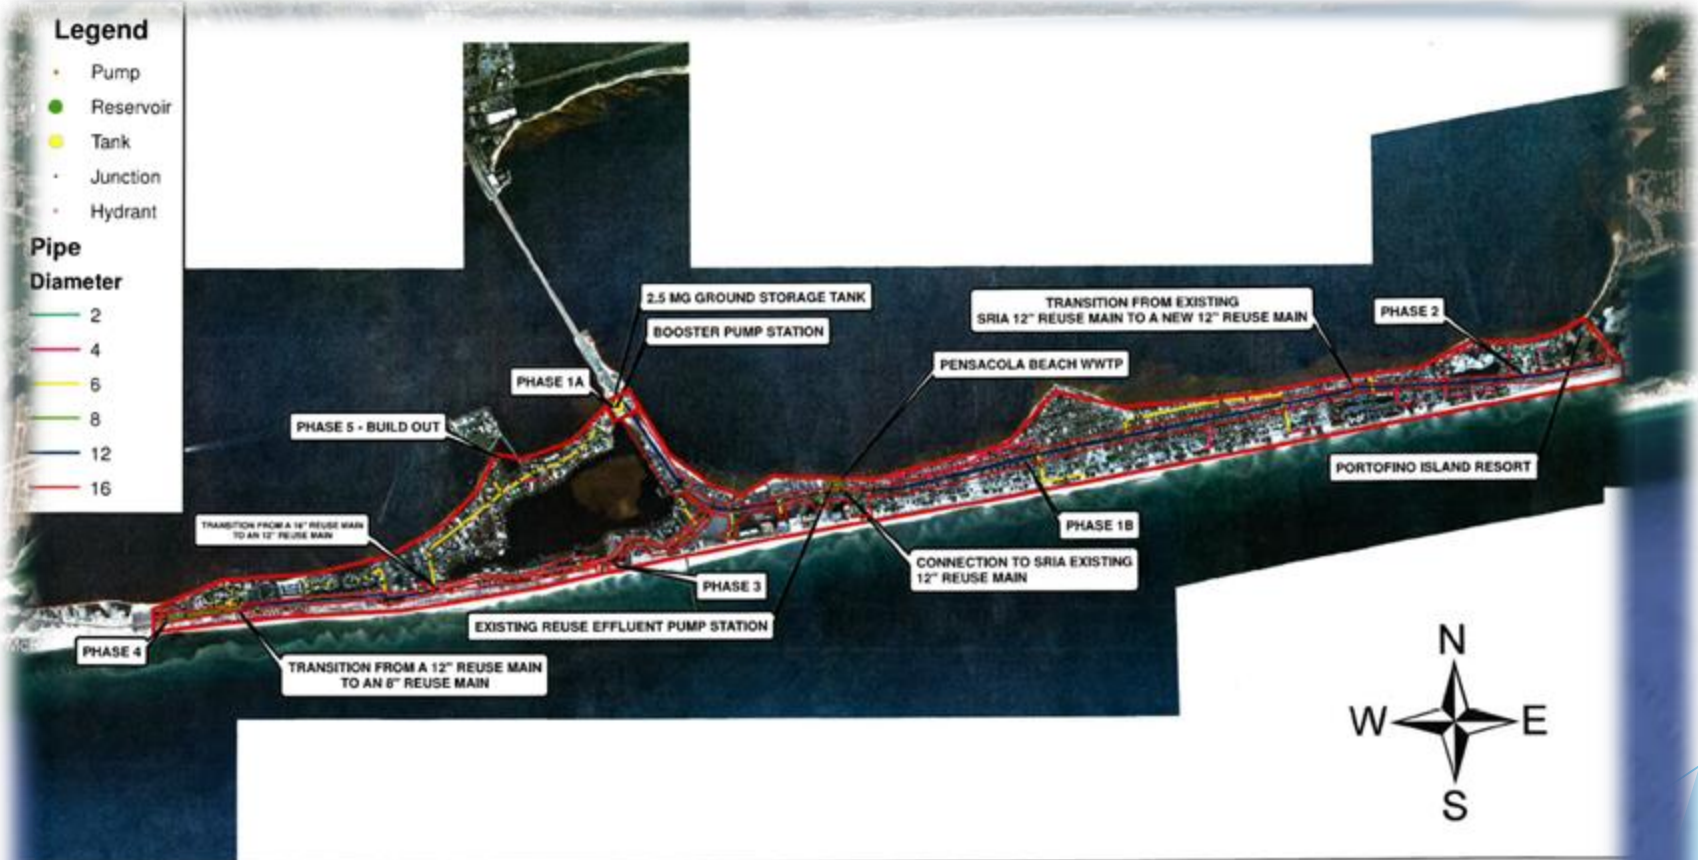 Legend
Pump
Reservoir
Tank
Junction
Hydrant
Pipe
Diameter
2
4
6
8
12
16
2.5 MG GROUND STORAGE TANK
BOOSTER PUMP STATION
PHASE 1A
PHASE 5 - BUILD OUT
TRANSITION FROM A 16" REUSE MAIN
TO AN 12" REUSE MAIN
PHASE 4
TRANSITION FROM A 12" REUSE MAIN
TO AN 8" REUSE MAIN
EXISTING REUSE EFFLUENT PUMP STATION
PHASE 3
PENSACOLA BEACH WWTP
CONNECTION TO SRIA EXISTING
12" REUSE MAIN
PHASE 1B
TRANSITION FROM EXISTING
SRIA 12" REUSE MAIN TO A NEW 12" REUSE MAIN
PHASE 2
PORTOFINO ISLAND RESORT
N
W
E
S